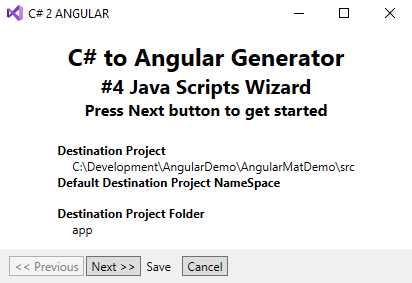 C# 2 ANGULAR
C# to Angular Generator
#4 Java Scripts Wizard
Press Next button to get started
Destination Project
C:\Development\AngularDemo\AngularMatDemo\src
Default Destination Project NameSpace
Destination Project Folder
app
<< Previous Next >> Save Cancel